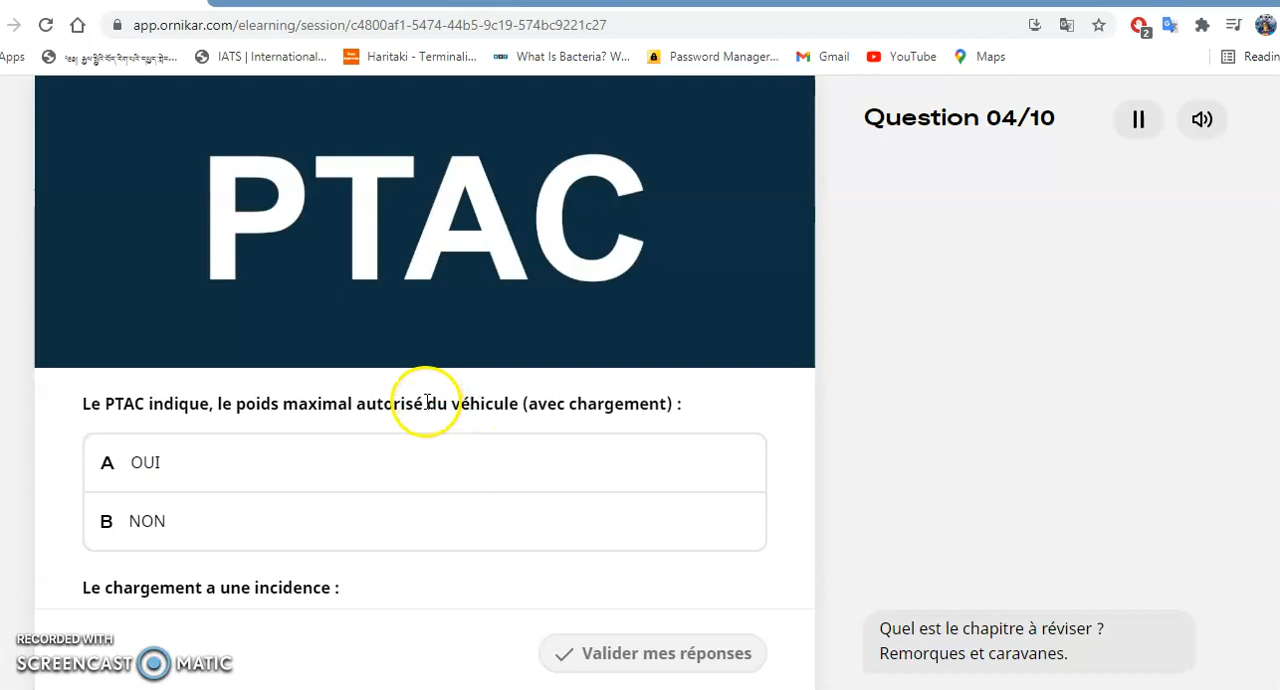 app.ornikar.com/elearning/session/c4800af1-5474-44b5-9c19-574bc9221c27
2
Apps
IATS | International...
Haritaki - Terminali...
What Is Bacteria? W...
Password Manager...
Gmail
YouTube
Maps
Readin
PTAC
Question 04/10
Le PTAC indique, le poids maximal autorisé du véhicule (avec chargement) :
A OUI
B NON
Le chargement a une incidence :
Valider mes réponses
Quel est le chapitre à réviser ?
Remorques et caravanes.
RECORDED WITH
SCREENCAST MATIC